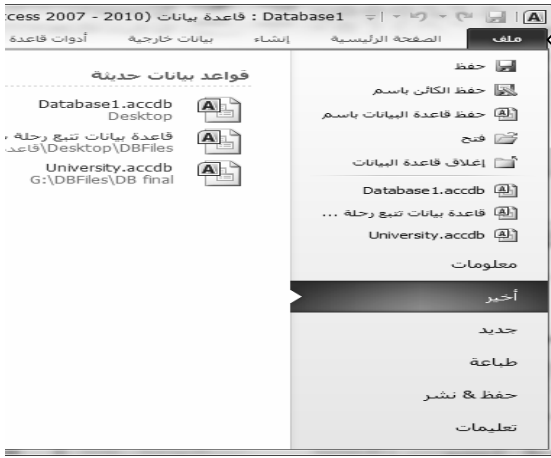 Database1 : قاعدة بيانات (Access 2007 - 2010
ملف الصفحة الرئيسية إنشاء بيانات خارجية أدوات قاعدة
حفظ
حفظ الكائن باسم
حفظ قاعدة البيانات باسم
فتح
إغلاق قاعدة البيانات
Database1.accdb
قاعدة بيانات تتبع رحلة ...
University.accdb
معلومات
أخير
جديد
طباعة
حفظ & نشر
تعليمات
قواعد بيانات حديثة
Database1.accdb
Desktop
قاعدة بيانات تتبع رحلة
Desktop\DBFiles\قاعد
University.accdb
G:\DBFiles\DB final